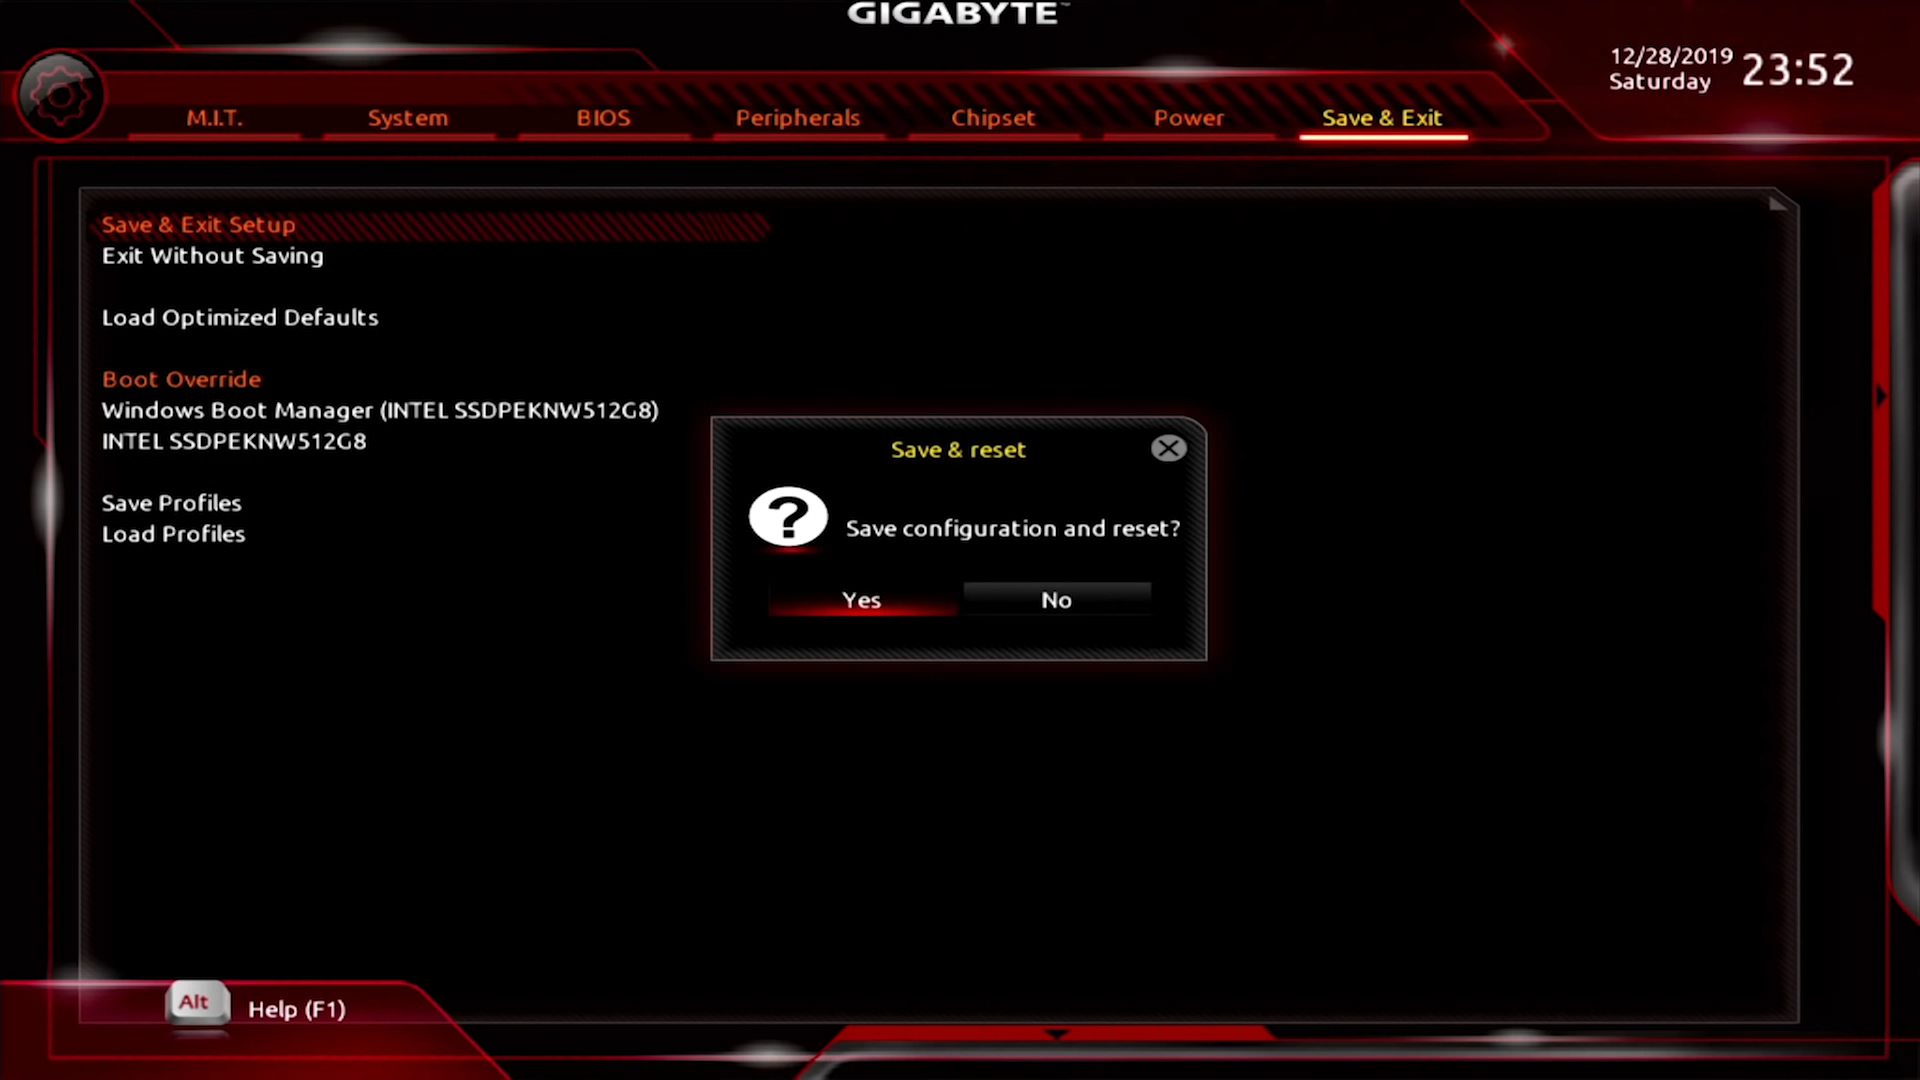 GIGABYTE™
12/28/2019
Saturday
23:52
M.I.T. System BIOS Peripherals Chipset Power Save & Exit
Save & Exit Setup
Exit Without Saving
Load Optimized Defaults
Boot Override
Windows Boot Manager (INTEL SSDPEKNW512G8)
INTEL SSDPEKNW512G8
Save Profiles
Load Profiles
Save & reset
? Save configuration and reset?
Yes No
Alt Help (F1)